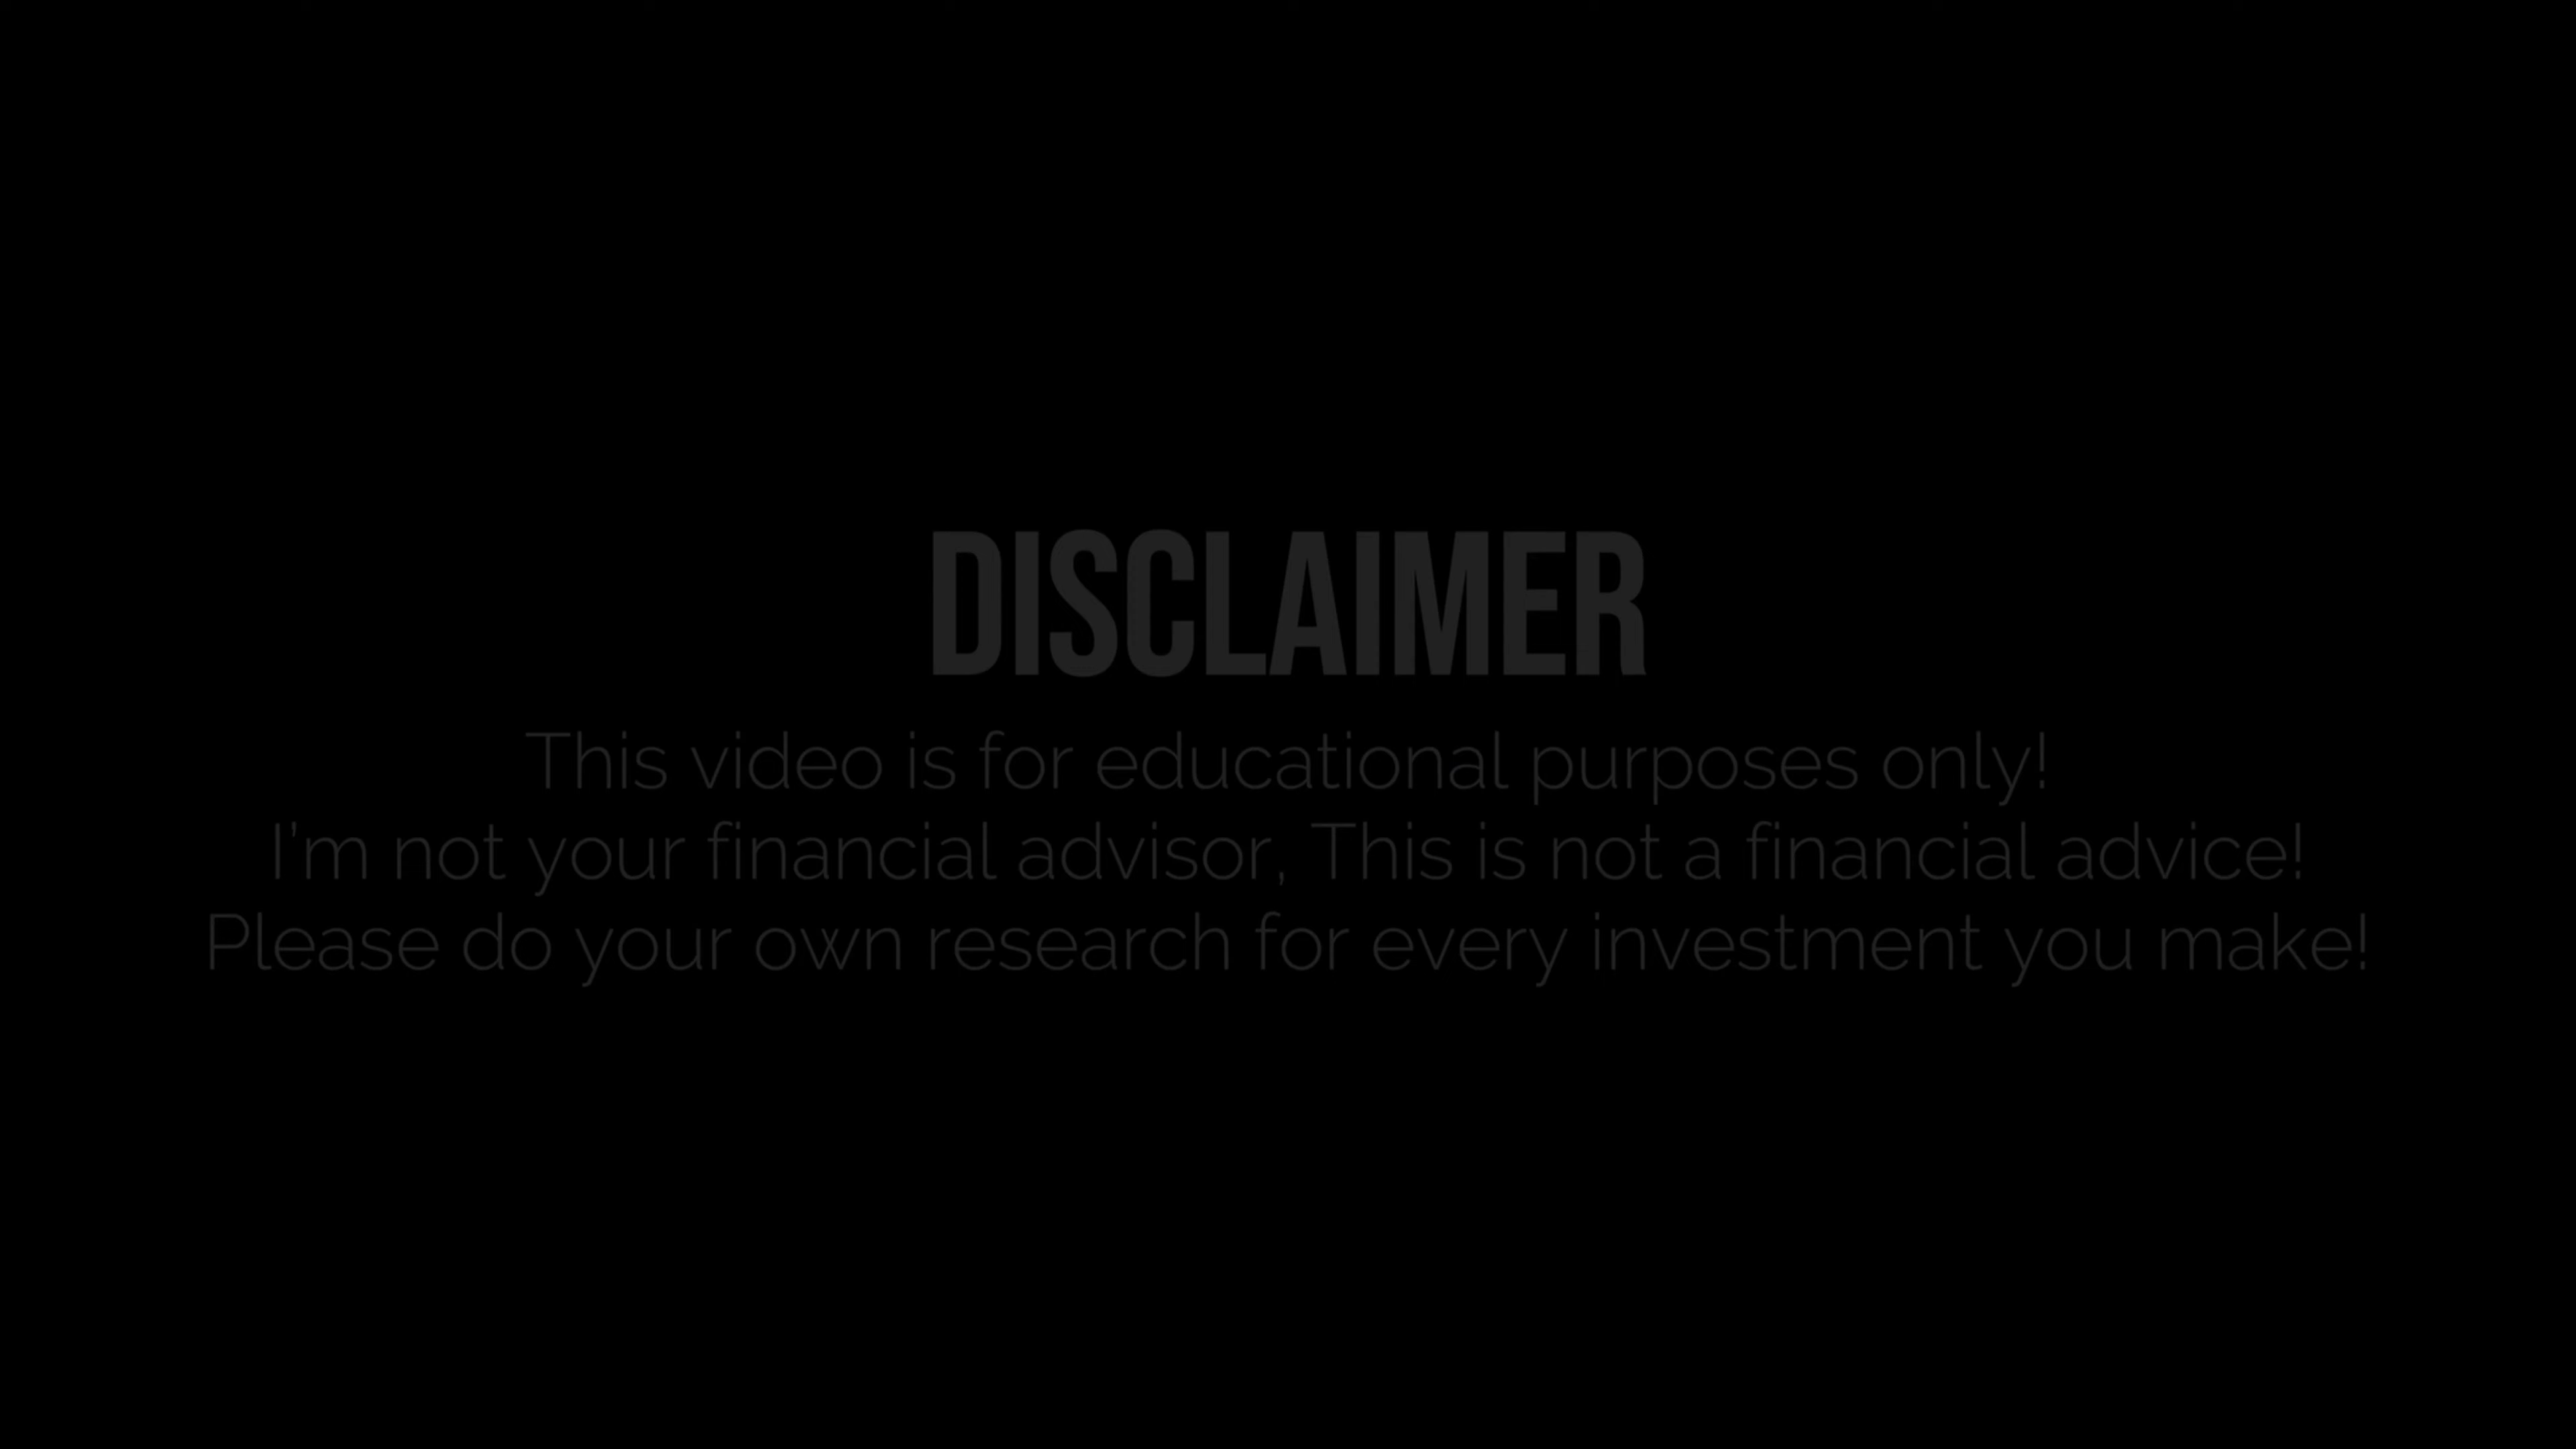 DISCLAIMER
This video is for educational purposes only!
I'm not your financial advisor, This is not a financial advice!
Please do your own research for every investment you make!